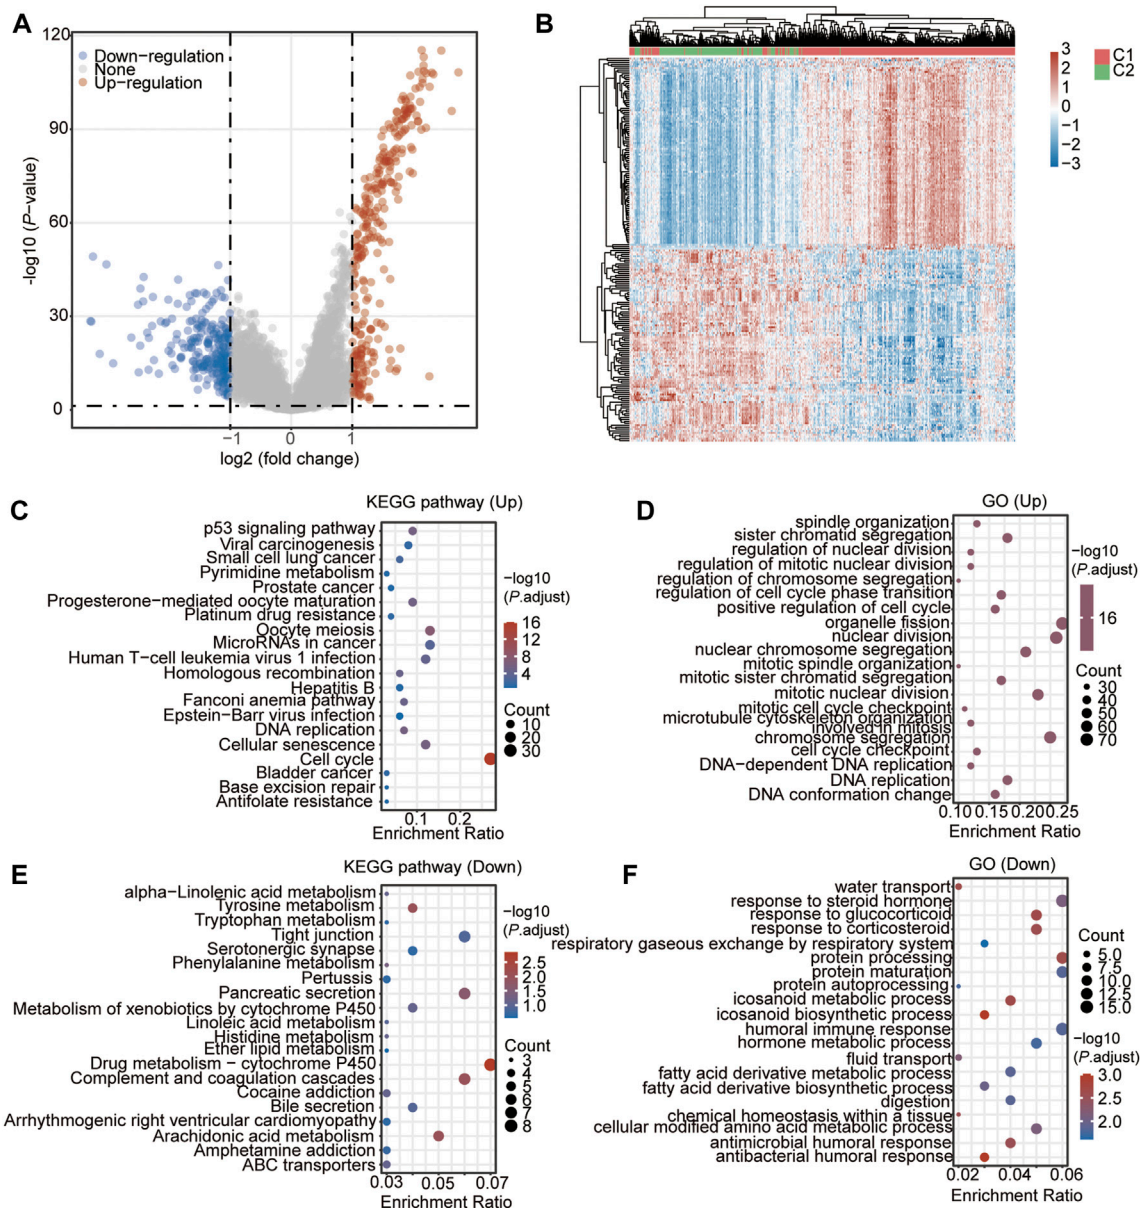 A
120
90
60
30
0
-log10 (P-value)
Down-regulation
None
Up-regulation
−1
0
1
log2 (fold change)
B
3
2
1
0
−1
−2
−3
C1
C2
C
KEGG pathway (Up)
p53 signaling pathway
Viral carcinogenesis
Small cell lung cancer
Pyrimidine metabolism
Prostate cancer
Progesterone-mediated oocyte maturation
Platinum drug resistance
Oocyte meiosis
MicroRNAs in cancer
Human T-cell leukemia virus 1 infection
Homologous recombination
Hepatitis B
Fanconi anemia pathway
Epstein-Barr virus infection
DNA replication
Cellular senescence
Cell cycle
Bladder cancer
Base excision repair
Antifolate resistance
0.1 0.2
Enrichment Ratio
−log10
(P.adjust)
16
12
8
4
Count
10
20
30
D
GO (Up)
spindle organization
sister chromatid segregation
regulation of nuclear division
regulation of mitotic nuclear division
regulation of chromosome segregation
regulation of cell cycle phase transition
positive regulation of cell cycle
organelle fission
nuclear division
nuclear chromosome segregation
mitotic spindle organization
mitotic sister chromatid segregation
mitotic nuclear division
mitotic cell cycle checkpoint
microtubule cytoskeleton organization
involved in mitosis
chromosome segregation
cell cycle checkpoint
DNA-dependent DNA replication
DNA replication
DNA conformation change
0.10 0.15 0.20 0.25
Enrichment Ratio
−log10
(P.adjust)
16
Count
30
40
50
60
70
E
KEGG pathway (Down)
alpha-Linolenic acid metabolism
Tyrosine metabolism
Tryptophan metabolism
Tight junction
Serotonergic synapse
Phenylalanine metabolism
Pertussis
Pancreatic secretion
Metabolism of xenobiotics by cytochrome P450
Linoleic acid metabolism
Histidine metabolism
Ether lipid metabolism
Drug metabolism − cytochrome P450
Complement and coagulation cascades
Cocaine addiction
Bile secretion
Arrhythmogenic right ventricular cardiomyopathy
Arachidonic acid metabolism
Amphetamine addiction
ABC transporters
0.03 0.05 0.07
Enrichment Ratio
−log10
(P.adjust)
2.5
2.0
1.5
1.0
Count
3
4
5
6
7
8
F
GO (Down)
water transport
response to steroid hormone
response to glucocorticoid
response to corticosteroid
respiratory gaseous exchange by respiratory system
protein processing
protein maturation
protein autoprocessing
icosanoid metabolic process
icosanoid biosynthetic process
humoral immune response
hormone metabolic process
fluid transport
fatty acid derivative metabolic process
fatty acid derivative biosynthetic process
digestion
chemical homeostasis within a tissue
cellular modified amino acid metabolic process
antimicrobial humoral response
antibacterial humoral response
0.02 0.04 0.06
Enrichment Ratio
Count
5.0
7.5
10.0
12.5
15.0
−log10
(P.adjust)
3.0
2.5
2.0